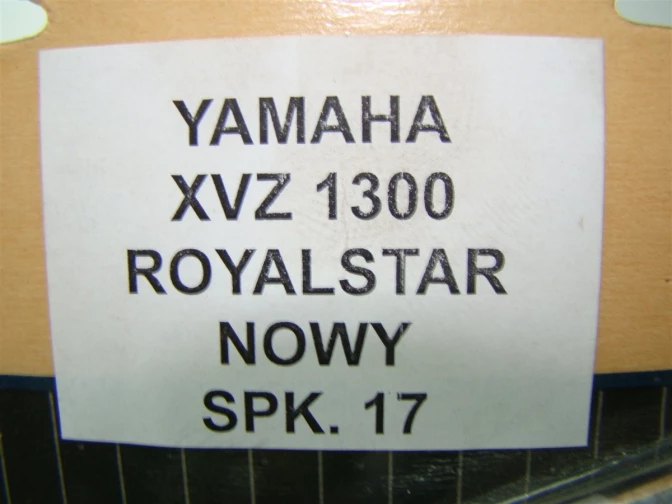 YAMAHA
XVZ 1300
ROYALSTAR
NOWY
SPK. 17